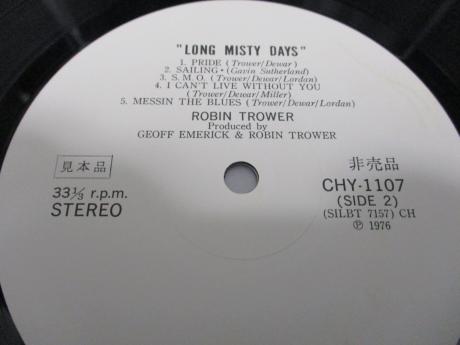 "LONG MISTY DAYS"
1. PRIDE (Trower/Dewar)
2. SAILING • (Gavin Sutherland)
3. S. M. O. (Trower/Dewar/Lordan)
4. I CAN'T LIVE WITHOUT YOU
(Trower/Dewar/Miller)
5. MESSIN THE BLUES (Trower/Dewar/Lordan)
ROBIN TROWER
Produced by
GEOFF EMERICK & ROBIN TROWER
見本品
33⅓ r.p.m.
STEREO
非売品
CHY-1107
(SIDE 2)
(SILBT 7157) CH
Ⓟ 1976